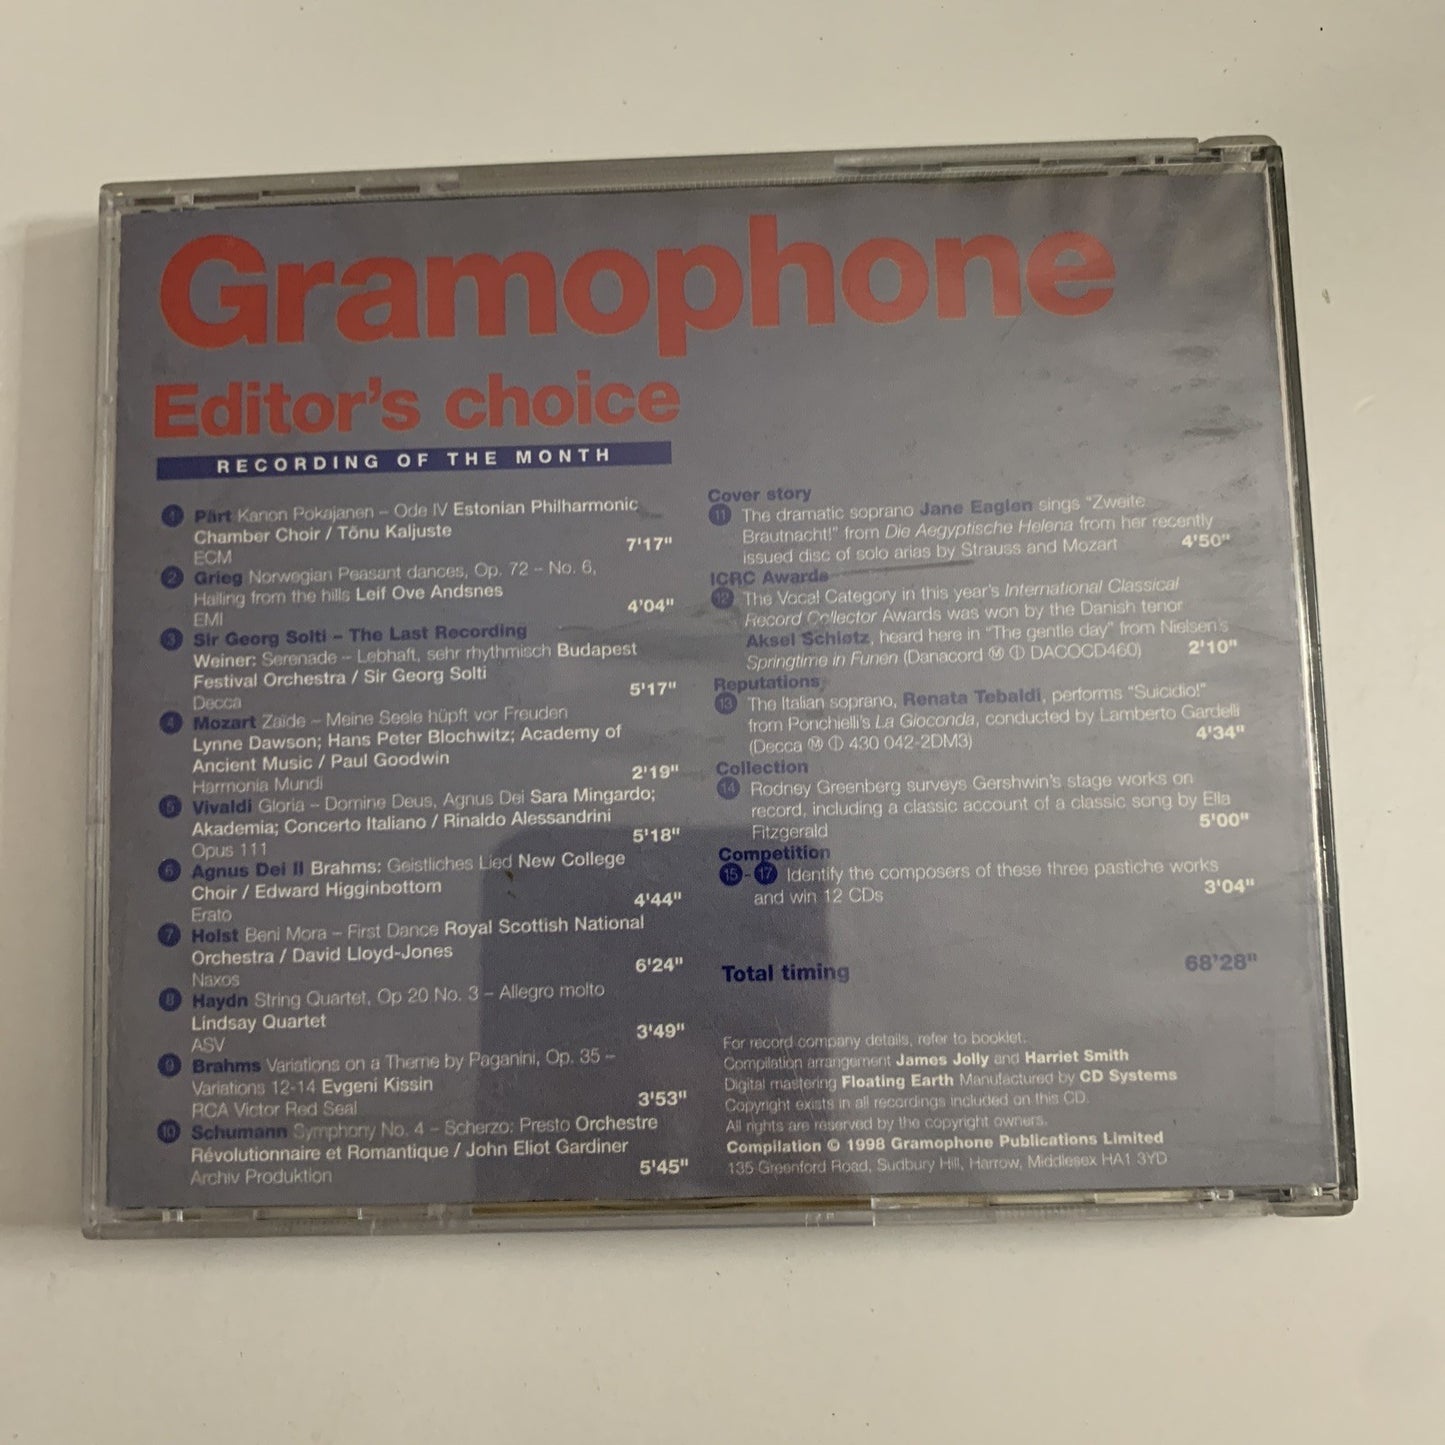 Gramophone
Editor's choice
RECORDING OF THE MONTH
1 Pärt Kanon Pokajanen – Ode IV Estonian Philharmonic
Chamber Choir / Tõnu Kaljuste
ECM 7'17"
2 Grieg Norwegian Peasant dances, Op. 72 – No. 6,
Hailing from the hills Leif Ove Andsnes
EMI 4'04"
3 Sir Georg Solti – The Last Recording
Weiner: Serenade – Lebhaft, sehr rhythmisch Budapest
Festival Orchestra / Sir Georg Solti
Decca 5'17"
4 Mozart Zaide – Meine Seele hüpft vor Freuden
Lynne Dawson; Hans Peter Blochwitz; Academy of
Ancient Music / Paul Goodwin
Harmonia Mundi 2'19"
5 Vivaldi Gloria – Domine Deus, Agnus Dei Sara Mingardo;
Akademia; Concerto Italiano / Rinaldo Alessandrini
Opus 111 5'18"
6 Agnus Dei II Brahms: Geistliches Lied New College
Choir / Edward Higginbottom
Erato 4'44"
7 Holst Beni Mora – First Dance Royal Scottish National
Orchestra / David Lloyd-Jones
Naxos 6'24"
8 Haydn String Quartet, Op 20 No. 3 – Allegro molto
Lindsay Quartet
ASV 3'49"
9 Brahms Variations on a Theme by Paganini, Op. 35 –
Variations 12-14 Evgeni Kissin
RCA Victor Red Seal 3'53"
10 Schumann Symphony No. 4 – Scherzo: Presto Orchestre
Révolutionnaire et Romantique / John Eliot Gardiner
Archiv Produktion 5'45"
Cover story
11 The dramatic soprano Jane Eaglen sings "Zweite
Brautnacht!" from Die Aegyptische Helena from her recently
issued disc of solo arias by Strauss and Mozart 4'50"
ICRC Awards
12 The Vocal Category in this year's International Classical
Record Collector Awards was won by the Danish tenor
Aksel Schiøtz, heard here in "The gentle day" from Nielsen's
Springtime in Funen (Danacord Ⓜ ① DACOCD460) 2'10"
Reputations
13 The Italian soprano, Renata Tebaldi, performs "Suicidio!"
from Ponchielli's La Gioconda, conducted by Lamberto Gardelli
(Decca Ⓜ ① 430 042-2DM3) 4'34"
Collection
14 Rodney Greenberg surveys Gershwin's stage works on
record, including a classic account of a classic song by Ella
Fitzgerald 5'00"
Competition
15 - 17 Identify the composers of these three pastiche works
and win 12 CDs 3'04"
Total timing 68'28"
For record company details, refer to booklet.
Compilation arrangement James Jolly and Harriet Smith
Digital mastering Floating Earth Manufactured by CD Systems
Copyright exists in all recordings included on this CD.
All rights are reserved by the copyright owners.
Compilation © 1998 Gramophone Publications Limited
135 Greenford Road, Sudbury Hill, Harrow, Middlesex HA1 3YD